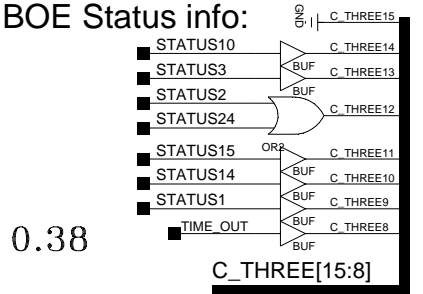 BOE Status info:
GND
C_THREE15
STATUS10
C_THREE14
STATUS3
BUF
C_THREE13
STATUS2
BUF
C_THREE12
STATUS24
STATUS15
OR2
C_THREE11
STATUS14
BUF
C_THREE10
STATUS1
BUF
C_THREE9
TIME_OUT
BUF
C_THREE8
BUF
0.38
C_THREE[15:8]